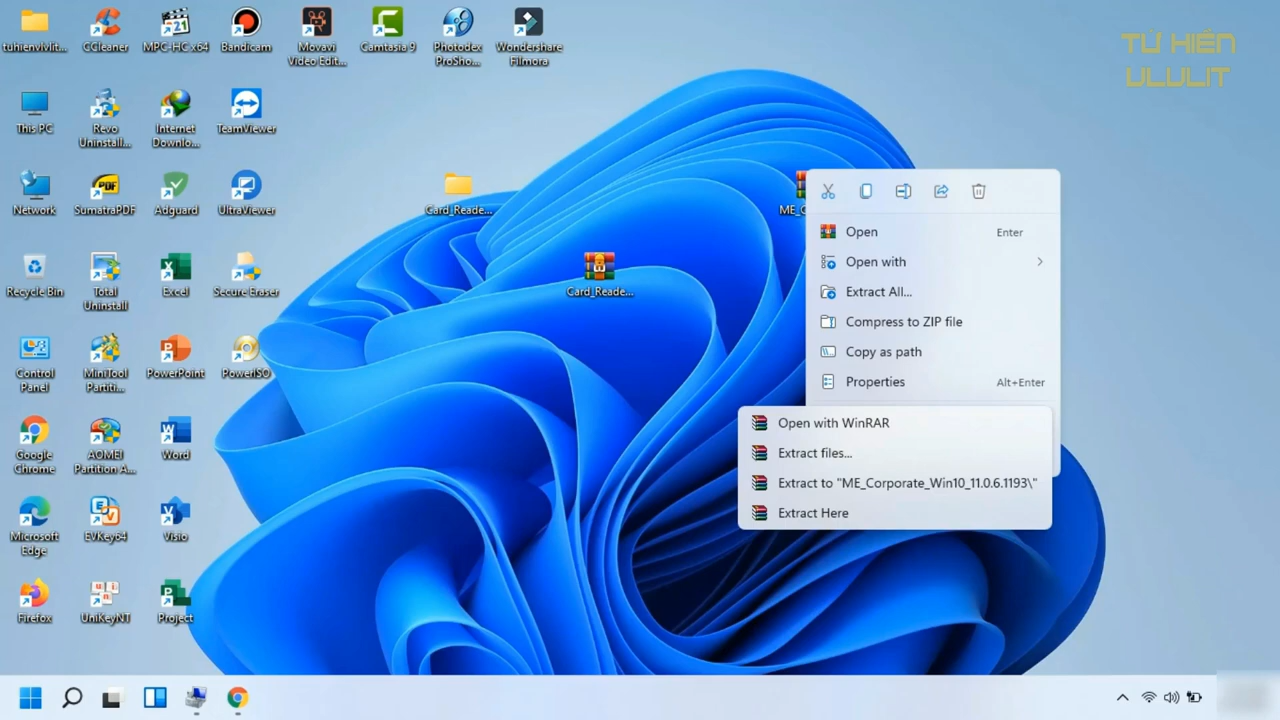 TỪ HIỀN
ULULIT
tuhienvlvlit...
CCleaner
MPC-HC x64
Bandicam
Movavi
Video Edit...
Camtasia 9
Photodex
ProSho...
Wondershare
Filmora
This PC
Revo
Uninstall...
Internet
Downlo...
TeamViewer
Network
SumatraPDF
Adguard
UltraViewer
Card_Reade...
ME_C
Recycle Bin
Total
Uninstall
Excel
Secure Eraser
Card_Reade...
Control
Panel
MiniTool
Partiti...
PowerPoint
PowerISO
Google
Chrome
AOMEI
Partition A...
Word
Microsoft
Edge
EVKey64
Visio
Firefox
UniKeyNT
Project
Open Enter
Open with
Extract All...
Compress to ZIP file
Copy as path
Properties Alt+Enter
Open with WinRAR
Extract files...
Extract to "ME_Corporate_Win10_11.0.6.1193\"
Extract Here